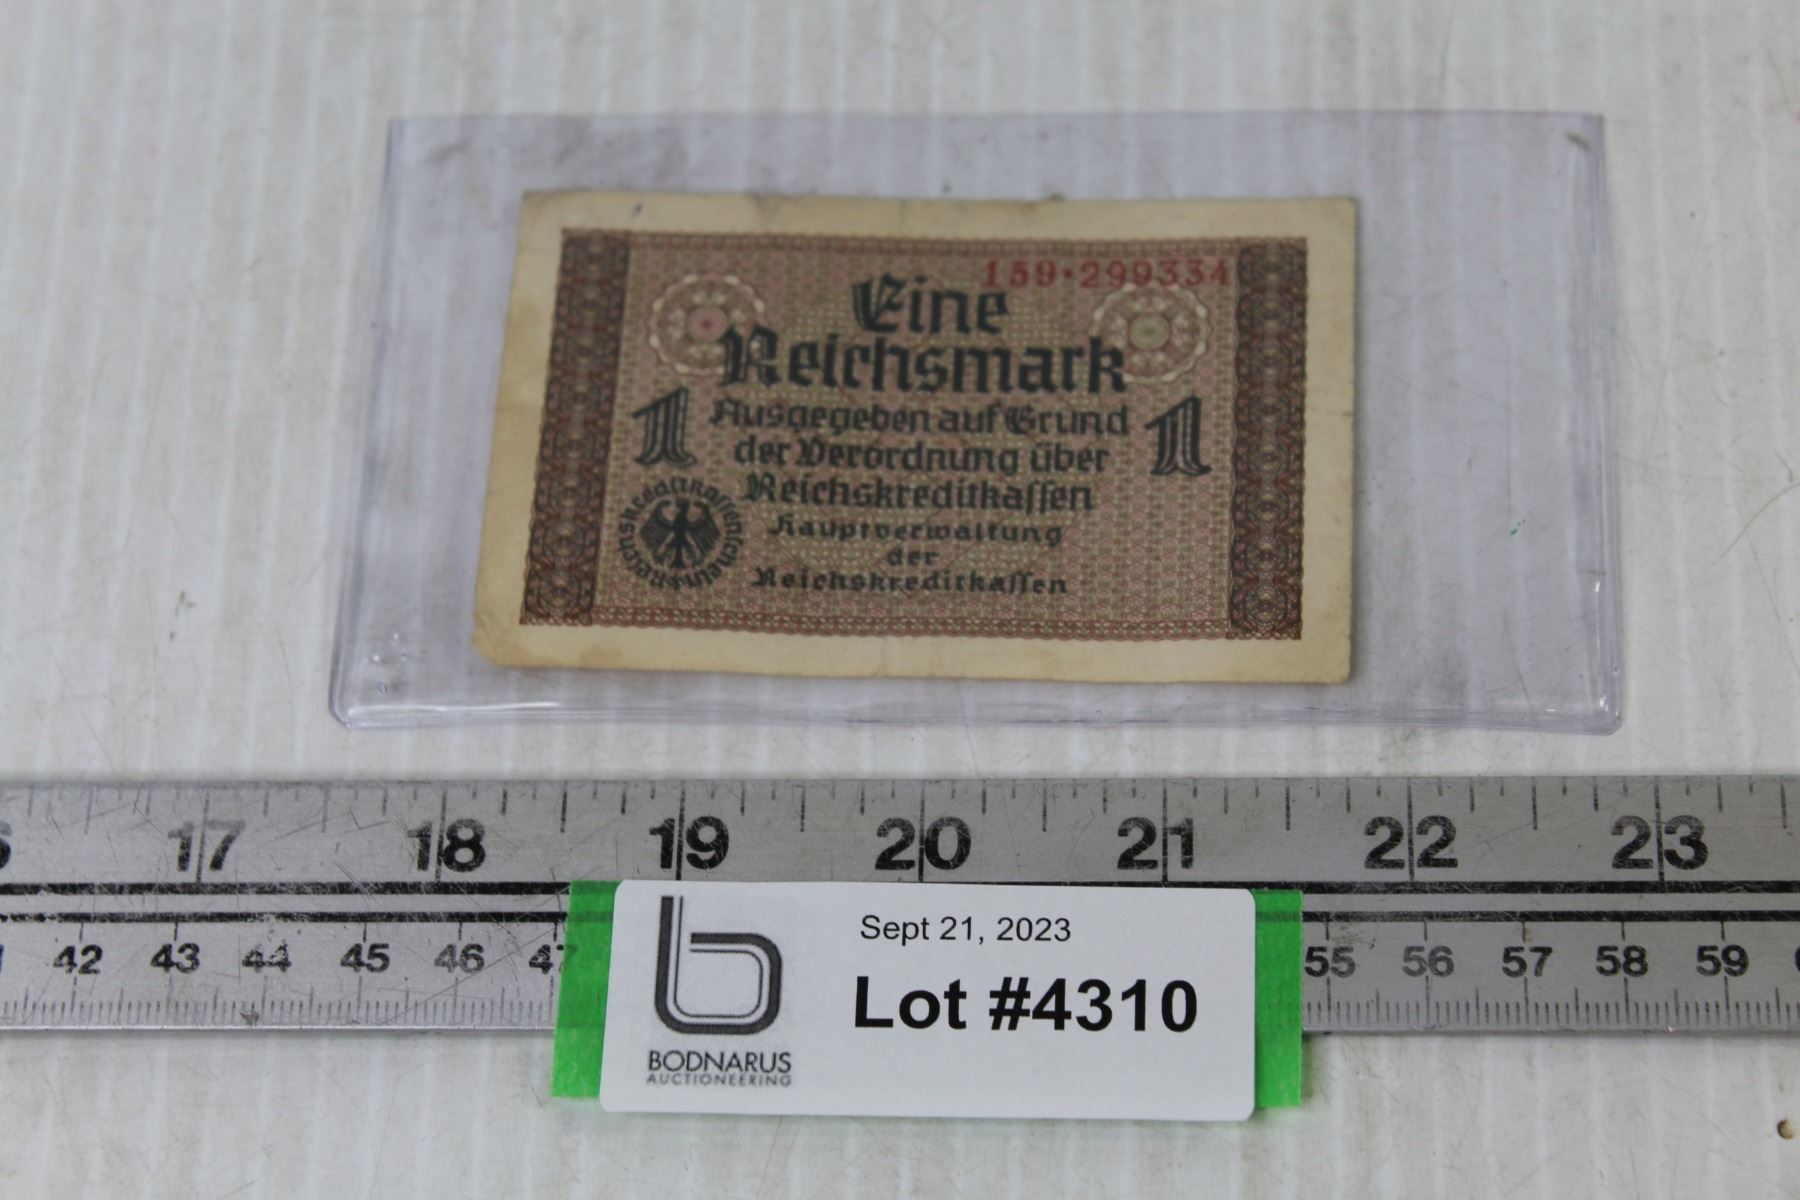 159·299334
Eine
Reichsmark
1 Ausgegeben auf Grund 1
der Verordnung über
Reichskreditkassen
Hauptverwaltung
der
Reichskreditkassen
Reichskreditkassenschein
17 18 19 20 21 22 23
42 43 44 45 46 47 55 56 57 58 59
Sept 21, 2023
Lot #4310
BODNARUS
AUCTIONEERING